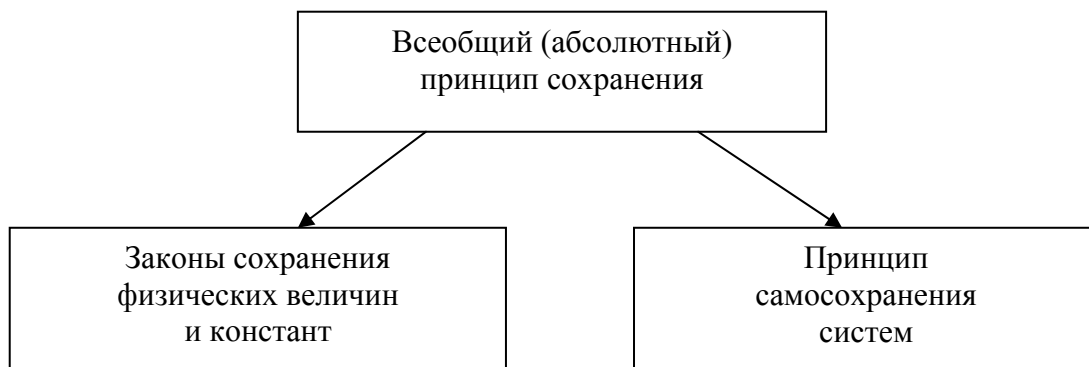 Всеобщий (абсолютный)
принцип сохранения
Законы сохранения
физических величин
и констант
Принцип
самосохранения
систем